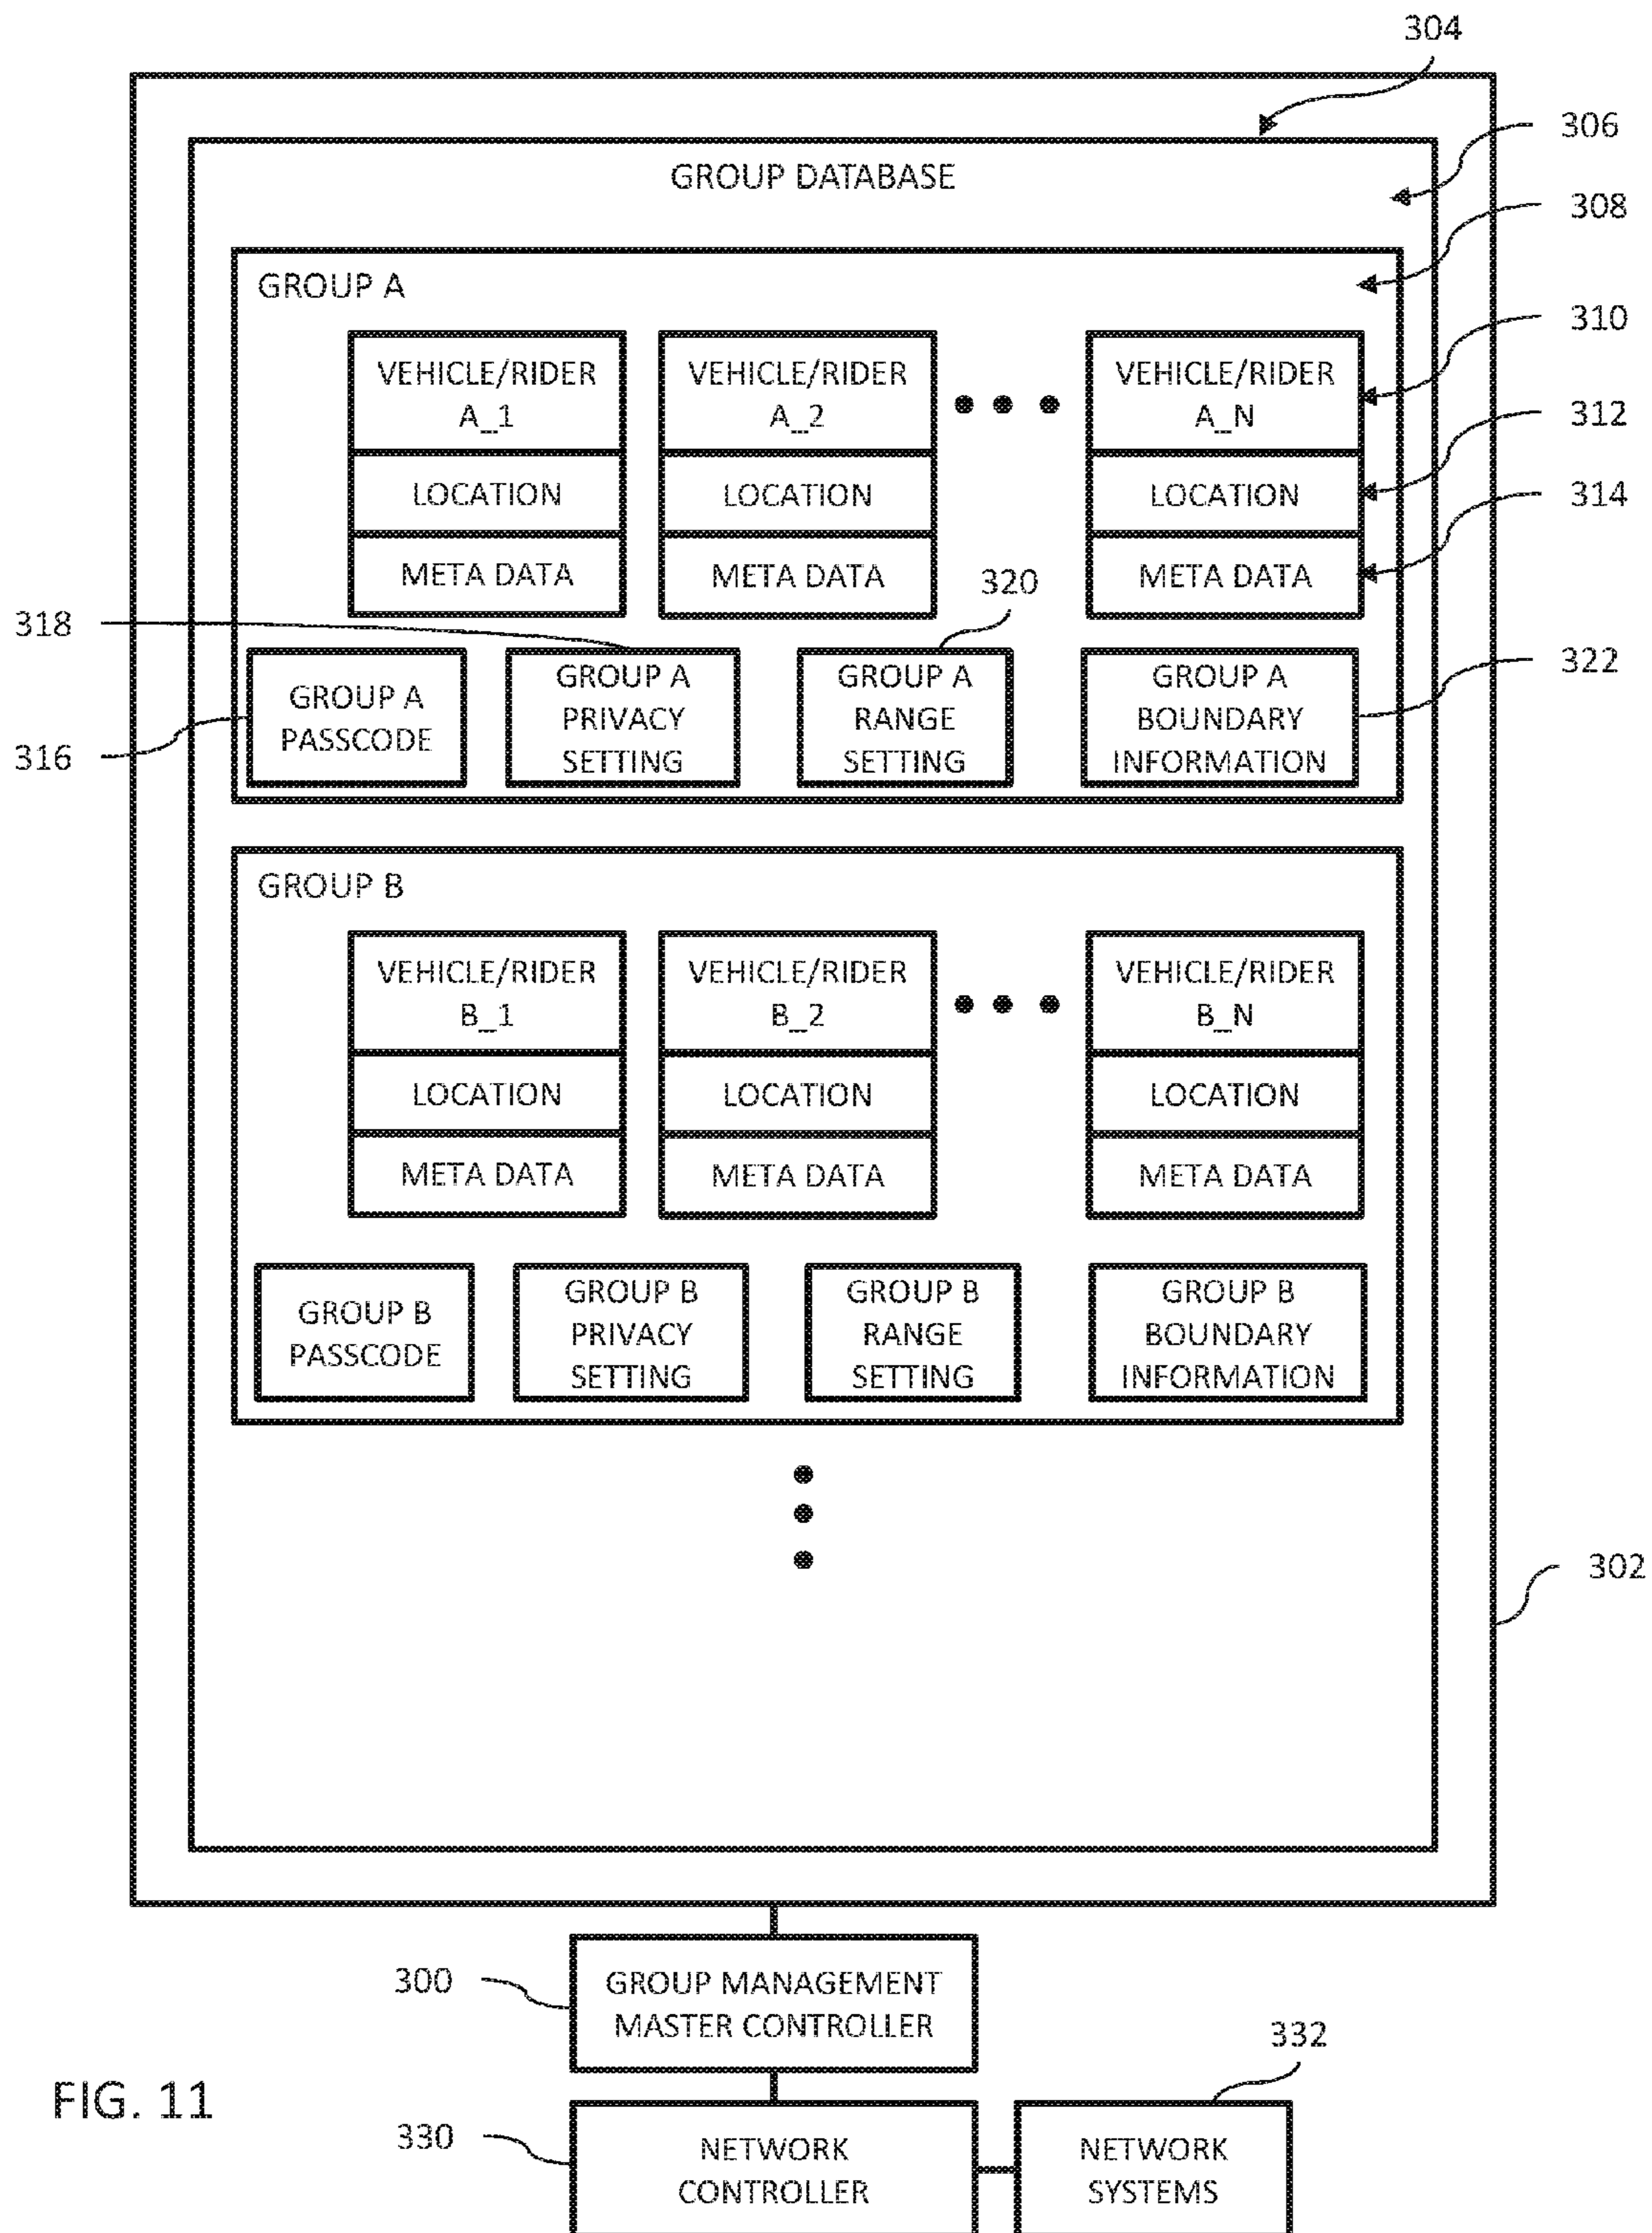 304
306
GROUP DATABASE
308
GROUP A
310
VEHICLE/RIDER
A_1
VEHICLE/RIDER
A_2
VEHICLE/RIDER
A_N
312
LOCATION
LOCATION
LOCATION
314
META DATA
META DATA
META DATA
320
318
322
GROUP A
PASSCODE
GROUP A
PRIVACY
SETTING
GROUP A
RANGE
SETTING
GROUP A
BOUNDARY
INFORMATION
316
GROUP B
VEHICLE/RIDER
B_1
VEHICLE/RIDER
B_2
VEHICLE/RIDER
B_N
LOCATION
LOCATION
LOCATION
META DATA
META DATA
META DATA
GROUP B
PASSCODE
GROUP B
PRIVACY
SETTING
GROUP B
RANGE
SETTING
GROUP B
BOUNDARY
INFORMATION
302
300
GROUP MANAGEMENT
MASTER CONTROLLER
332
FIG. 11
330
NETWORK
CONTROLLER
NETWORK
SYSTEMS